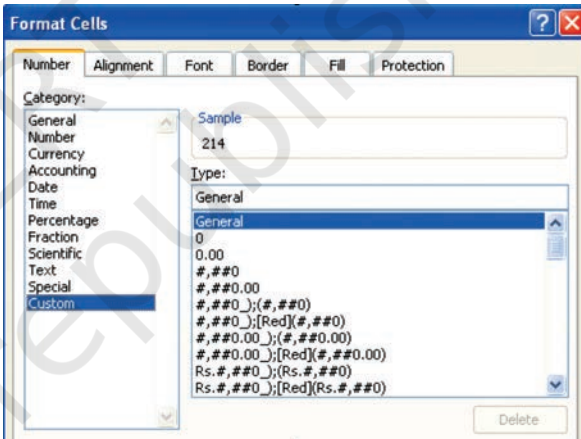 Format Cells
Number Alignment Font Border Fill Protection
Category:
General
Number
Currency
Accounting
Date
Time
Percentage
Fraction
Scientific
Text
Special
Custom
Sample
214
Type:
General
General
0
0.00
#,##0
#,##0.00
#,##0_);(#,##0)
#,##0_);[Red](#,##0)
#,##0.00_);(#,##0.00)
#,##0.00_);[Red](#,##0.00)
Rs.#,##0_);(Rs.#,##0)
Rs.#,##0_);[Red](Rs.#,##0)
Delete